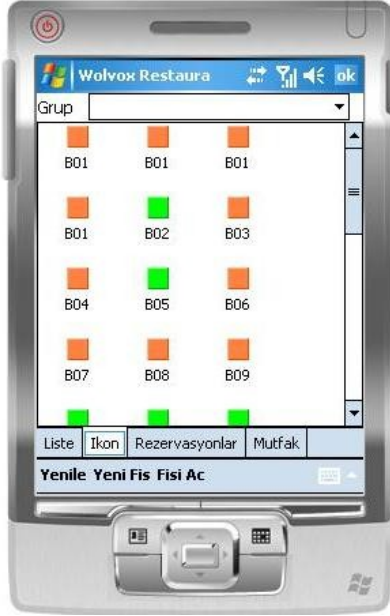 Wolvox Restaura ok
Grup
B01 B01 B01
B01 B02 B03
B04 B05 B06
B07 B08 B09
Liste Ikon Rezervasyonlar Mutfak
Yenile Yeni Fis Fisi Ac